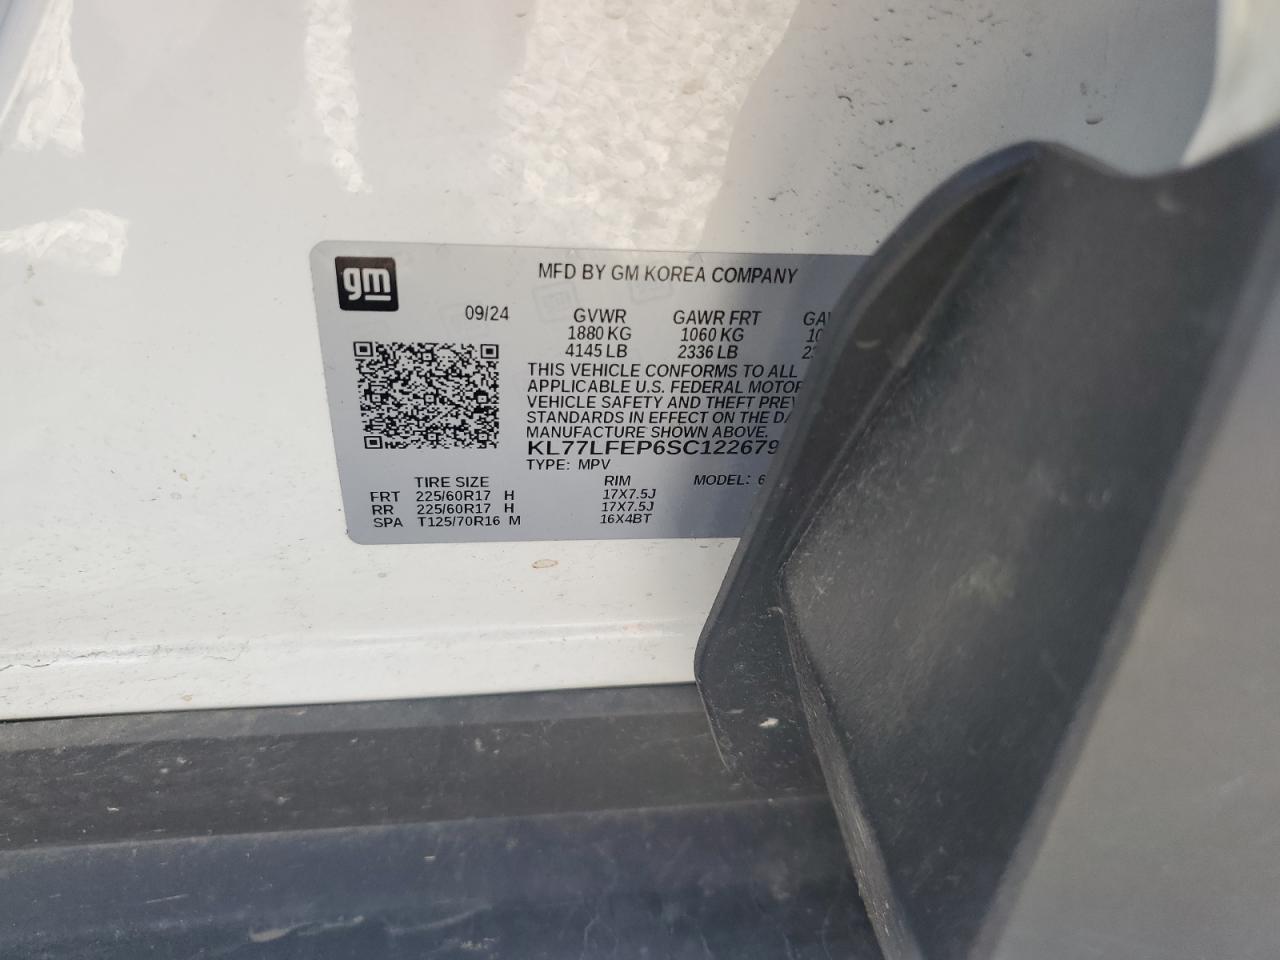 gm
MFD BY GM KOREA COMPANY
09/24 GVWR GAWR FRT
1880 KG 1060 KG
4145 LB 2336 LB
THIS VEHICLE CONFORMS TO ALL
APPLICABLE U.S. FEDERAL MOTOR
VEHICLE SAFETY AND THEFT
STANDARDS IN EFFECT ON THE
MANUFACTURE SHOWN ABOVE.
KL77LFEP6SC122679
TYPE: MPV
TIRE SIZE RIM MODEL:
FRT 225/60R17 H 17X7.5J
RR 225/60R17 H 17X7.5J
SPA T125/70R16 M 16X4BT